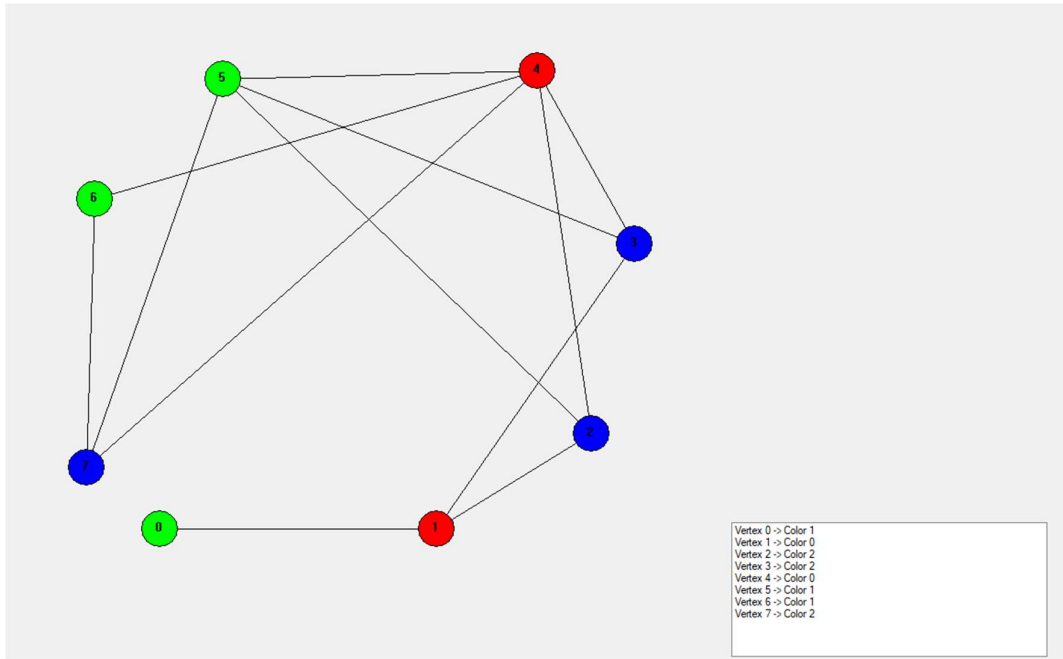 5
4
6
3
2
7
0
1
Vertex 0 -> Color 1
Vertex 1 -> Color 0
Vertex 2 -> Color 2
Vertex 3 -> Color 2
Vertex 4 -> Color 0
Vertex 5 -> Color 1
Vertex 6 -> Color 1
Vertex 7 -> Color 2